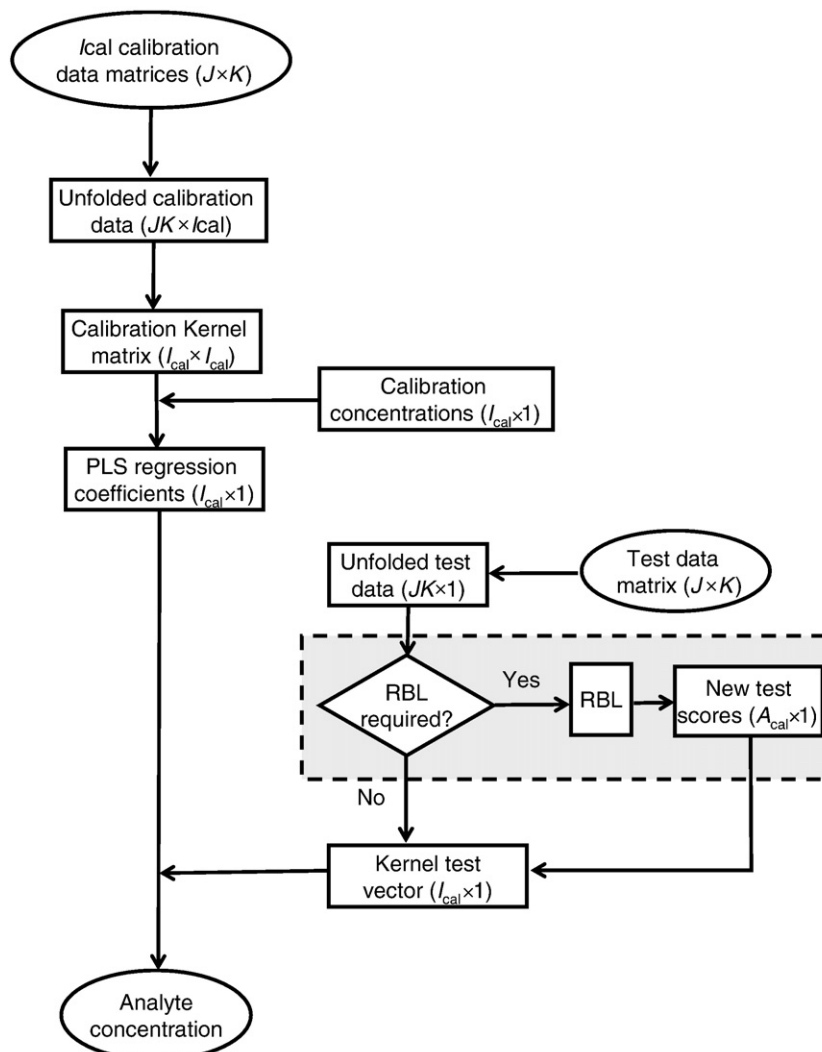 Ical calibration
data matrices (J×K)
Unfolded calibration
data (JK×Ical)
Calibration Kernel
matrix (Ical×Ical)
Calibration
concentrations (Ical×1)
PLS regression
coefficients (Ical×1)
Unfolded test
data (JK×1)
Test data
matrix (J×K)
RBL
required?
Yes
RBL
New test
scores (Acal×1)
No
Kernel test
vector (Ical×1)
Analyte
concentration